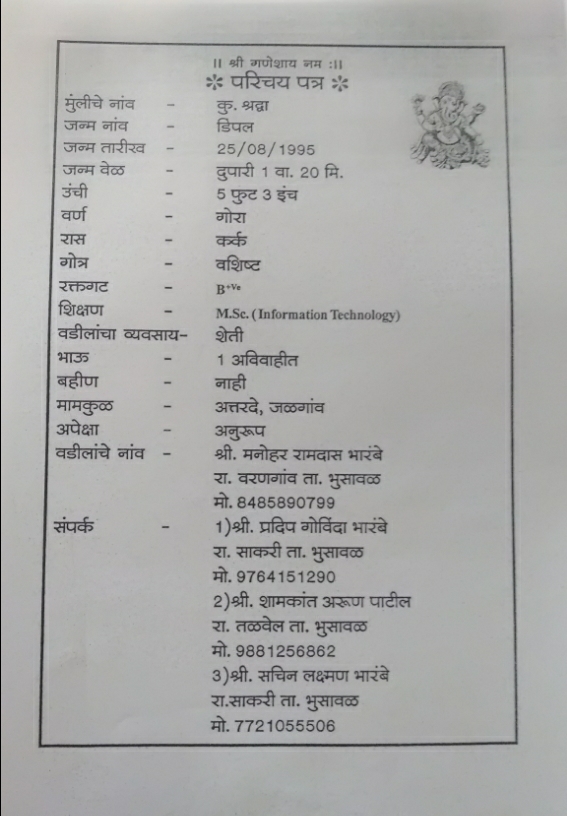 || श्री गणेशाय नम :||
❊ परिचय पत्र ❊
मुंलीचे नांव - कु. श्रद्वा
जन्म नांव - डिपल
जन्म तारीख - 25/08/1995
जन्म वेळ - दुपारी 1 वा. 20 मि.
उंची - 5 फुट 3 इंच
वर्ण - गोरा
रास - कर्क
गोत्र - वशिष्ट
रक्तगट - B+Ve
शिक्षण - M.Sc. ( Information Technology)
वडीलांचा व्यवसाय- शेती
भाऊ - 1 अविवाहीत
बहीण - नाही
मामकुळ - अत्तरदे, जळगांव
अपेक्षा - अनुरूप
वडीलांचे नांव - श्री. मनोहर रामदास भारंबे
रा. वरणगांव ता. भुसावळ
मो. 8485890799
संपर्क - 1)श्री. प्रदिप गोविंदा भारंबे
रा. साकरी ता. भुसावळ
मो. 9764151290
2)श्री. शामकांत अरूण पाटील
रा. तळवेल ता. भुसावळ
मो. 9881256862
3)श्री. सचिन लक्ष्मण भारंबे
रा.साकरी ता. भुसावळ
मो. 7721055506